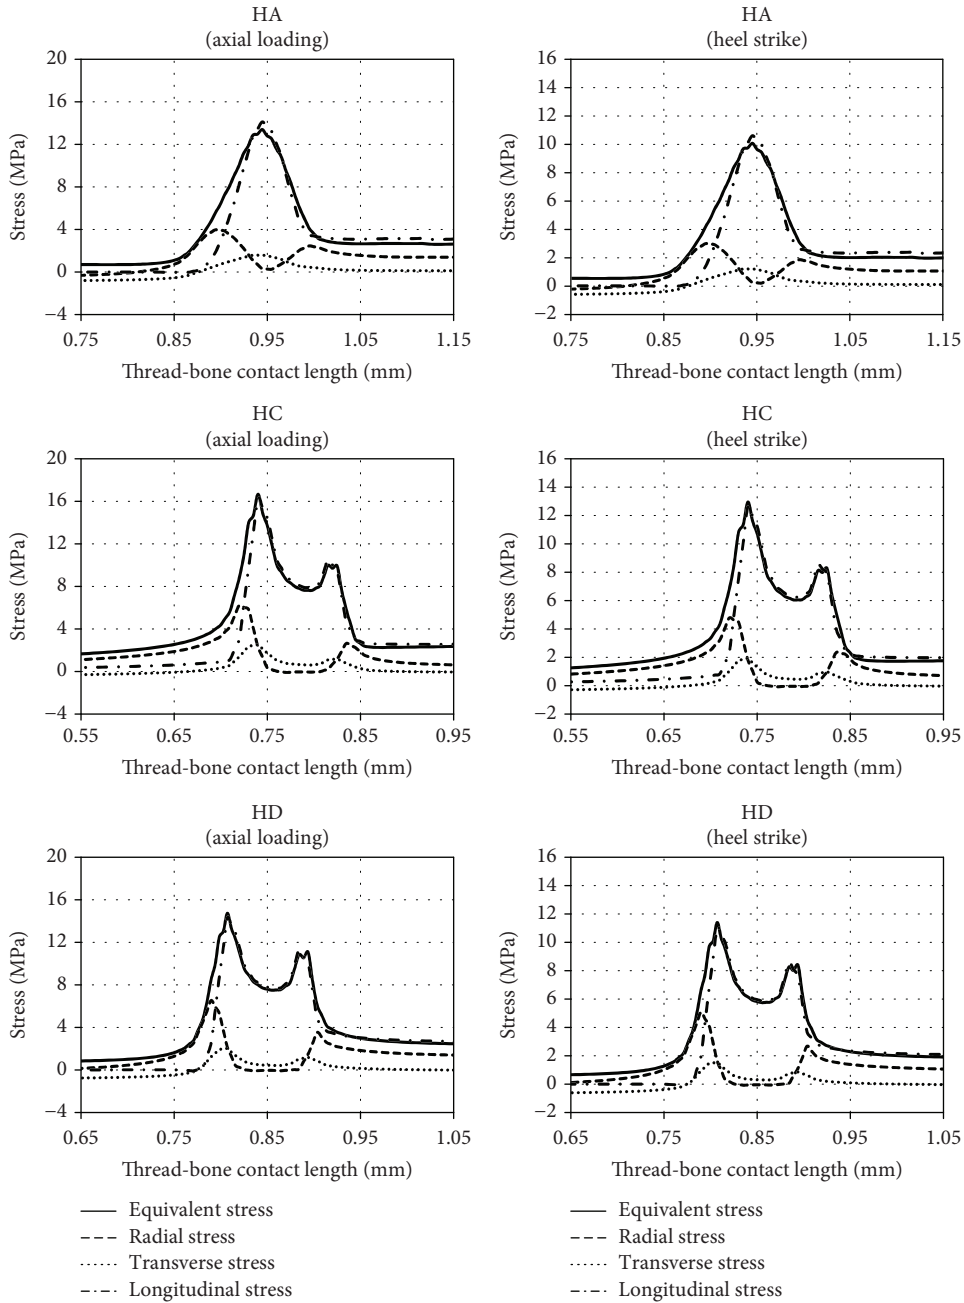 HA
(axial loading)
20
16
12
8
4
0
−4
Stress (MPa)
0.75 0.85 0.95 1.05 1.15
Thread-bone contact length (mm)
HA
(heel strike)
16
14
12
10
8
6
4
2
0
−2
Stress (MPa)
0.75 0.85 0.95 1.05 1.15
Thread-bone contact length (mm)
HC
(axial loading)
20
16
12
8
4
0
−4
Stress (MPa)
0.55 0.65 0.75 0.85 0.95
Thread-bone contact length (mm)
HC
(heel strike)
16
14
12
10
8
6
4
2
0
−2
Stress (MPa)
0.55 0.65 0.75 0.85 0.95
Thread-bone contact length (mm)
HD
(axial loading)
20
16
12
8
4
0
−4
Stress (MPa)
0.65 0.75 0.85 0.95 1.05
Thread-bone contact length (mm)
HD
(heel strike)
16
14
12
10
8
6
4
2
0
−2
Stress (MPa)
0.65 0.75 0.85 0.95 1.05
Thread-bone contact length (mm)
Equivalent stress
Radial stress
Transverse stress
Longitudinal stress
Equivalent stress
Radial stress
Transverse stress
Longitudinal stress